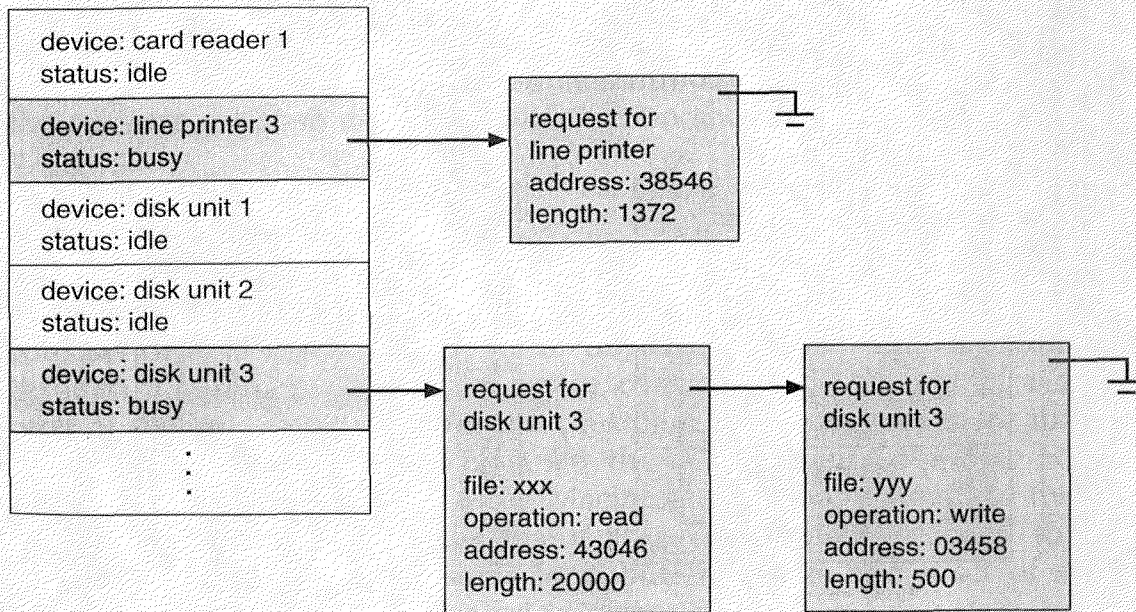 device: card reader 1
status: idle
device: line printer 3
status: busy
device: disk unit 1
status: idle
device: disk unit 2
status: idle
device: disk unit 3
status: busy
request for
line printer
address: 38546
length: 1372
request for
disk unit 3
file: xxx
operation: read
address: 43046
length: 20000
request for
disk unit 3
file: yyy
operation: write
address: 03458
length: 500